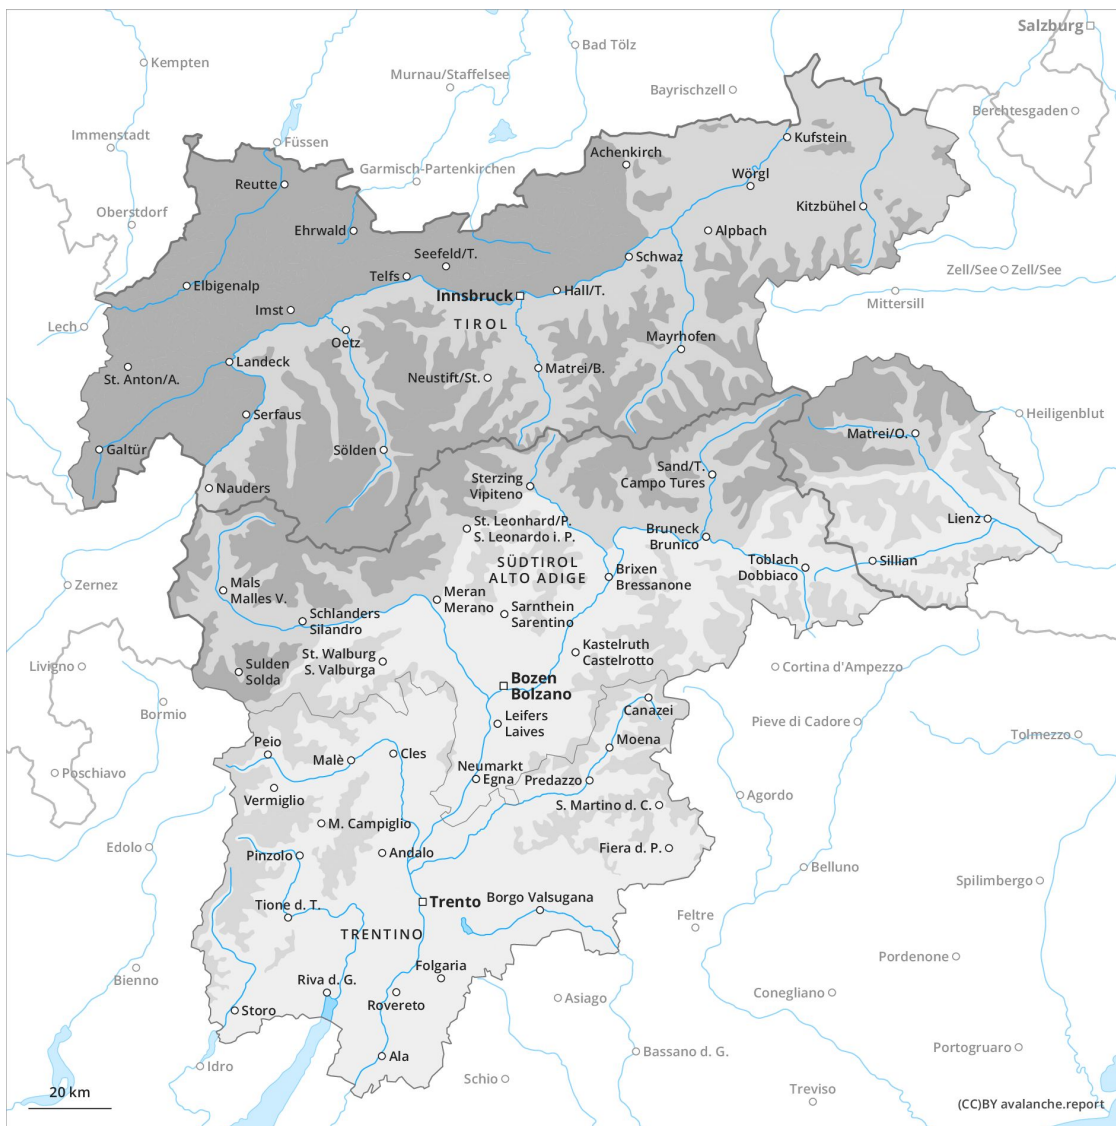 Salzburg
Bad Tölz
Kempten
Murnau/Staffelsee
Bayrischzell
Berchtesgaden
Immenstadt
Füssen
Kufstein
Achenkirch
Garmisch-Partenkirchen
Wörgl
Reutte
Kitzbühel
Oberstdorf
Ehrwald
Alpbach
Seefeld/T.
Schwaz
Telfs
Zell/See
Zell/See
Elbigenalp
Hall/T.
Innsbruck
Mittersill
Imst
TIROL
Lech
Oetz
Mayrhofen
Landeck
Matrei/B.
St. Anton/A.
Neustift/St.
Serfaus
Heiligenblut
Matrei/O.
Galtür
Sölden
Sand/T.
Campo Tures
Sterzing
Vipiteno
Nauders
Lienz
St. Leonhard/P.
S. Leonardo i. P.
Bruneck
Brunico
SÜDTIROL
ALTO ADIGE
Toblach
Dobbiaco
Sillian
Brixen
Bressanone
Zernez
Mals
Malles V.
Meran
Merano
Sarnthein
Sarentino
Schlanders
Silandro
Kastelruth
Castelrotto
St. Walburg
S. Valburga
Livigno
Sulden
Solda
Cortina d'Ampezzo
Bozen
Bolzano
Bormio
Canazei
Leifers
Laives
Pieve di Cadore
Tolmezzo
Peio
Moena
Cles
Malè
Poschiavo
Neumarkt
Egna
Predazzo
Vermiglio
Agordo
S. Martino d. C.
M. Campiglio
Edolo
Fiera d. P.
Pinzolo
Andalo
Belluno
Spilimbergo
Borgo Valsugana
Trento
Tione d. T.
Feltre
TRENTINO
Pordenone
Bienno
Folgaria
Riva d. G.
Conegliano
Rovereto
Asiago
Storo
Portogruaro
Bassano d. G.
Ala
Idro
Schio
Treviso
20 km
(CC)BY avalanche.report